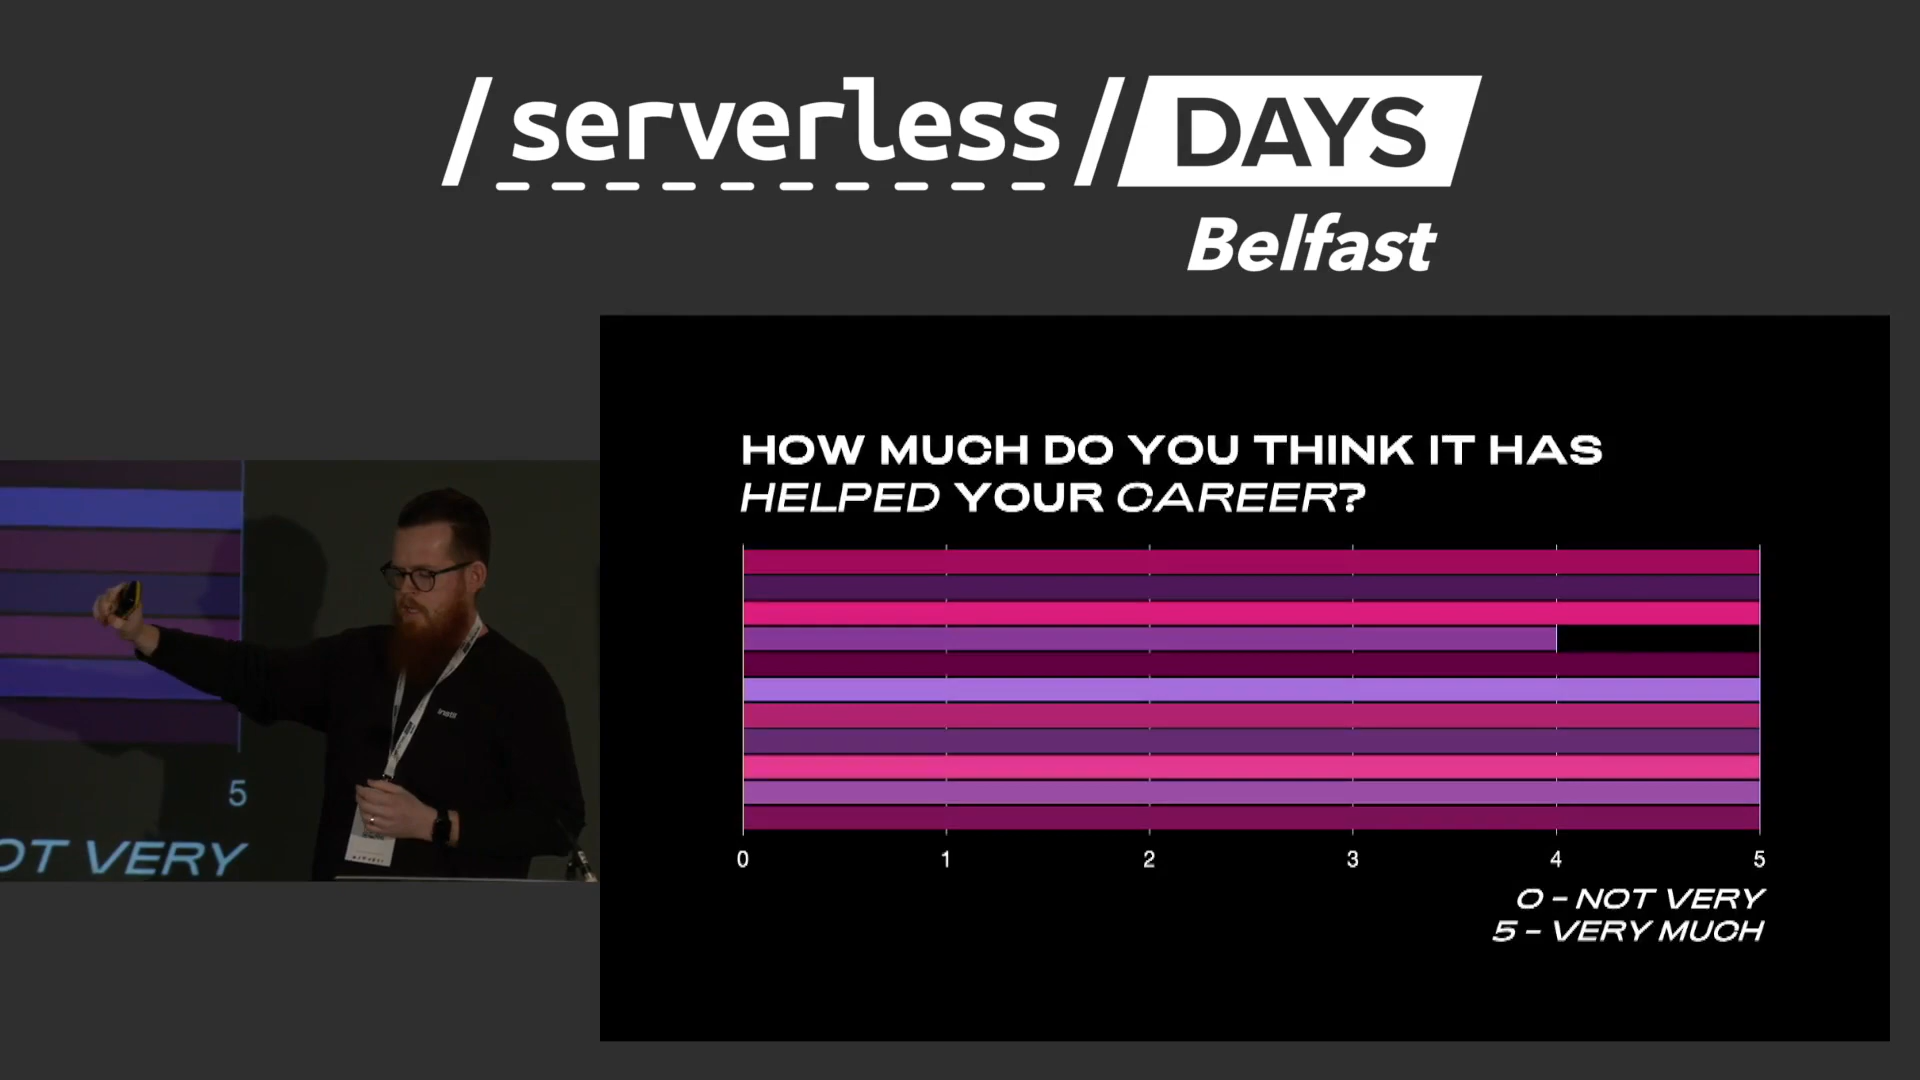 /serverless/DAYS
Belfast
HOW MUCH DO YOU THINK IT HAS
HELPED YOUR CAREER?
0 1 2 3 4 5
0 - NOT VERY
5 - VERY MUCH
5
OT VERY
instil